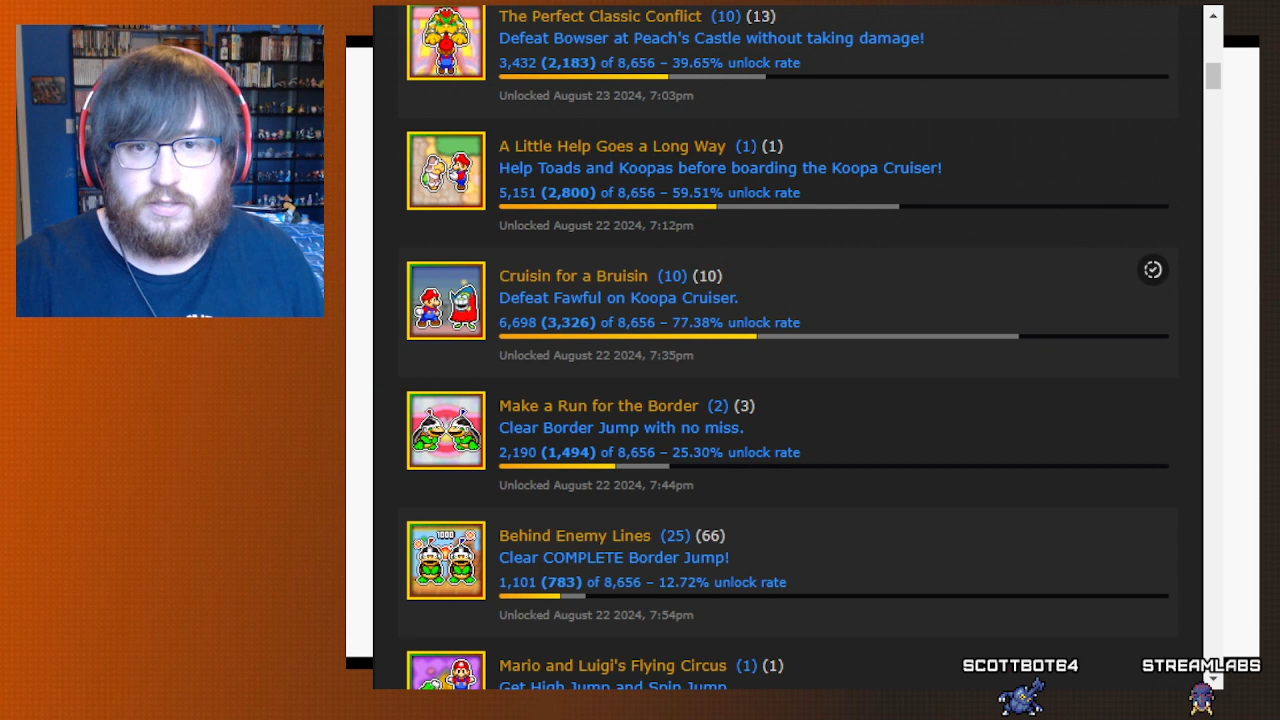 The Perfect Classic Conflict (10) (13)
Defeat Bowser at Peach's Castle without taking damage!
3,432 (2,183) of 8,656 – 39.65% unlock rate
Unlocked August 23 2024, 7:03pm
A Little Help Goes a Long Way (1) (1)
Help Toads and Koopas before boarding the Koopa Cruiser!
5,151 (2,800) of 8,656 – 59.51% unlock rate
Unlocked August 22 2024, 7:12pm
Cruisin for a Bruisin (10) (10)
Defeat Fawful on Koopa Cruiser.
6,698 (3,326) of 8,656 – 77.38% unlock rate
Unlocked August 22 2024, 7:35pm
Make a Run for the Border (2) (3)
Clear Border Jump with no miss.
2,190 (1,494) of 8,656 – 25.30% unlock rate
Unlocked August 22 2024, 7:44pm
1000
Behind Enemy Lines (25) (66)
Clear COMPLETE Border Jump!
1,101 (783) of 8,656 – 12.72% unlock rate
Unlocked August 22 2024, 7:54pm
Mario and Luigi's Flying Circus (1) (1)
Get High Jump and Spin Jump
SCOTTBOT64
STREAMLABS